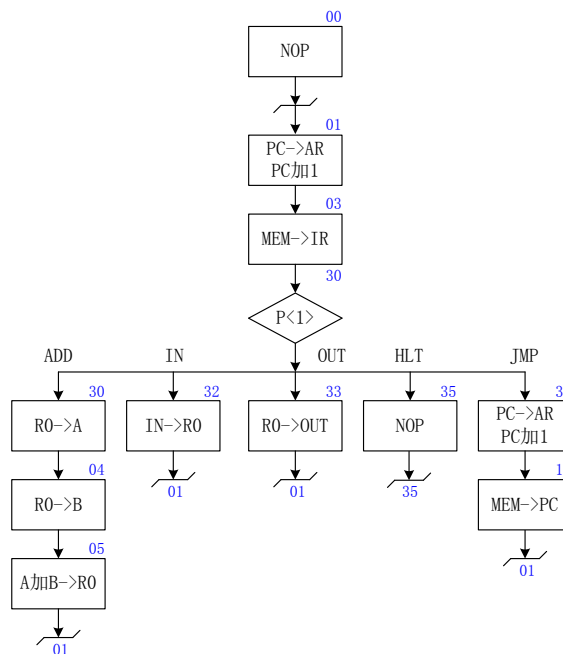 00
NOP
01
PC->AR
PC加1
03
MEM->IR
30
P<1>
ADD IN OUT HLT JMP
30 32 33 35 3
R0->A IN->R0 R0->OUT NOP PC->AR
PC加1
04 01 01 35 1
R0->B MEM->PC
05 01
A加B->R0
01